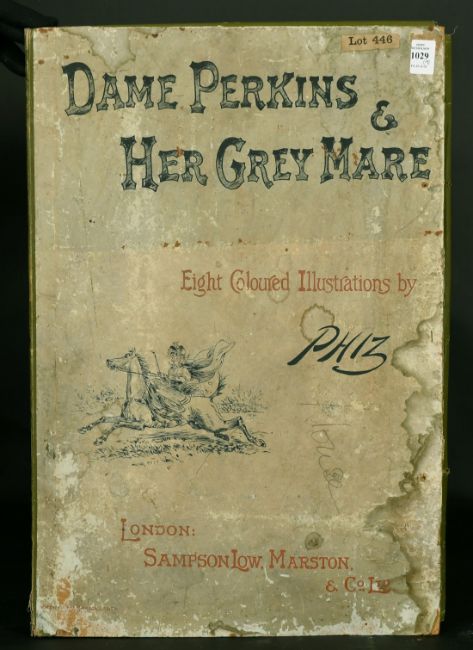 Lot 446
1029
DAME PERKINS
&
HER GREY MARE
Eight Coloured Illustrations by
PHIZ
LONDON:
SAMPSON LOW, MARSTON,
& Co Ltd